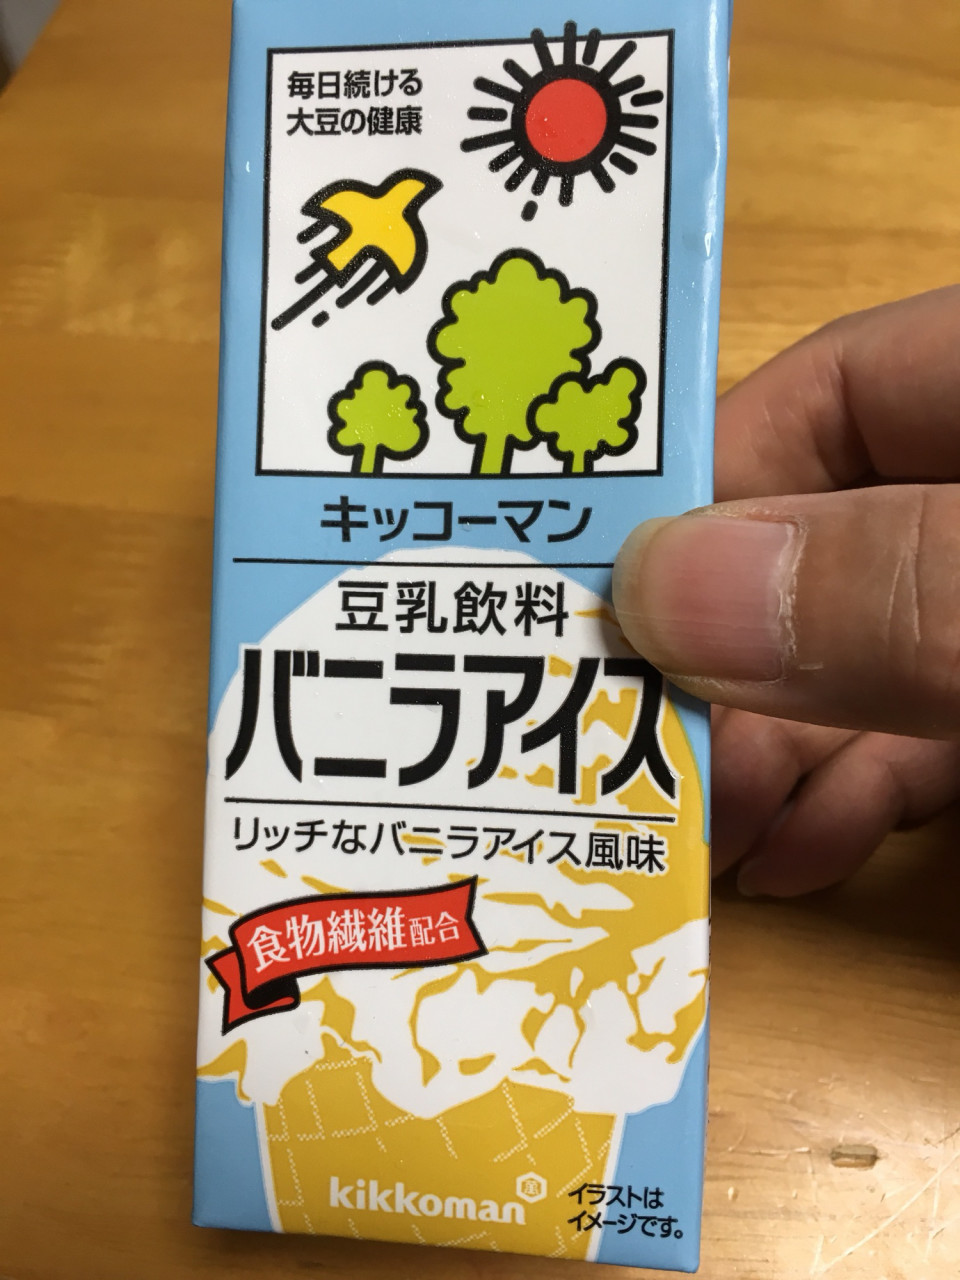 毎日続ける
大豆の健康
キッコーマン
豆乳飲料
バニラアイス
リッチなバニラアイス風味
食物繊維配合
kikkoman
イラストは
イメージです。